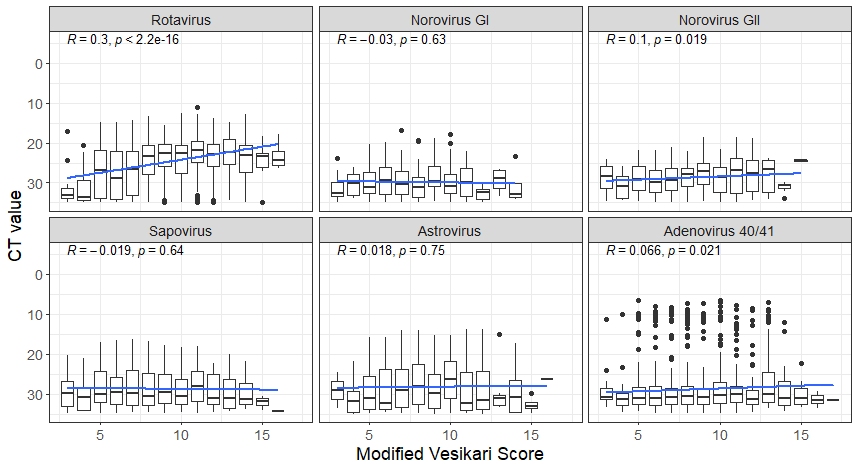 Rotavirus
Norovirus GI
Norovirus GII
R = 0.3, p < 2.2e-16
R = −0.03, p = 0.63
R = 0.1, p = 0.019
0
10
20
30
Sapovirus
Astrovirus
Adenovirus 40/41
R = −0.019, p = 0.64
R = 0.018, p = 0.75
R = 0.066, p = 0.021
0
10
20
30
CT value
5
10
15
5
10
15
5
10
15
Modified Vesikari Score